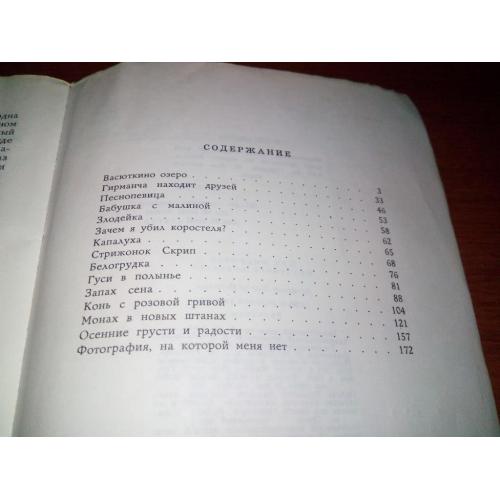 СОДЕРЖАНИЕ
Васюткино озеро . . . . . . . . . 3
Гирманча находит друзей . . . . . . . . . 33
Песнопевица . . . . . . . . . 46
Бабушка с малиной . . . . . . . . . 53
Злодейка . . . . . . . . . 58
Зачем я убил коростеля? . . . . . . . . . 62
Капалуха . . . . . . . . . 65
Стрижонок Скрип . . . . . . . . . 68
Белогрудка . . . . . . . . . 76
Гуси в полынье . . . . . . . . . 81
Запах сена . . . . . . . . . 88
Конь с розовой гривой . . . . . . . . . 104
Монах в новых штанах . . . . . . . . . 121
Осенние грусти и радости . . . . . . . . . 157
Фотография, на которой меня нет . . . . . . . . . 172